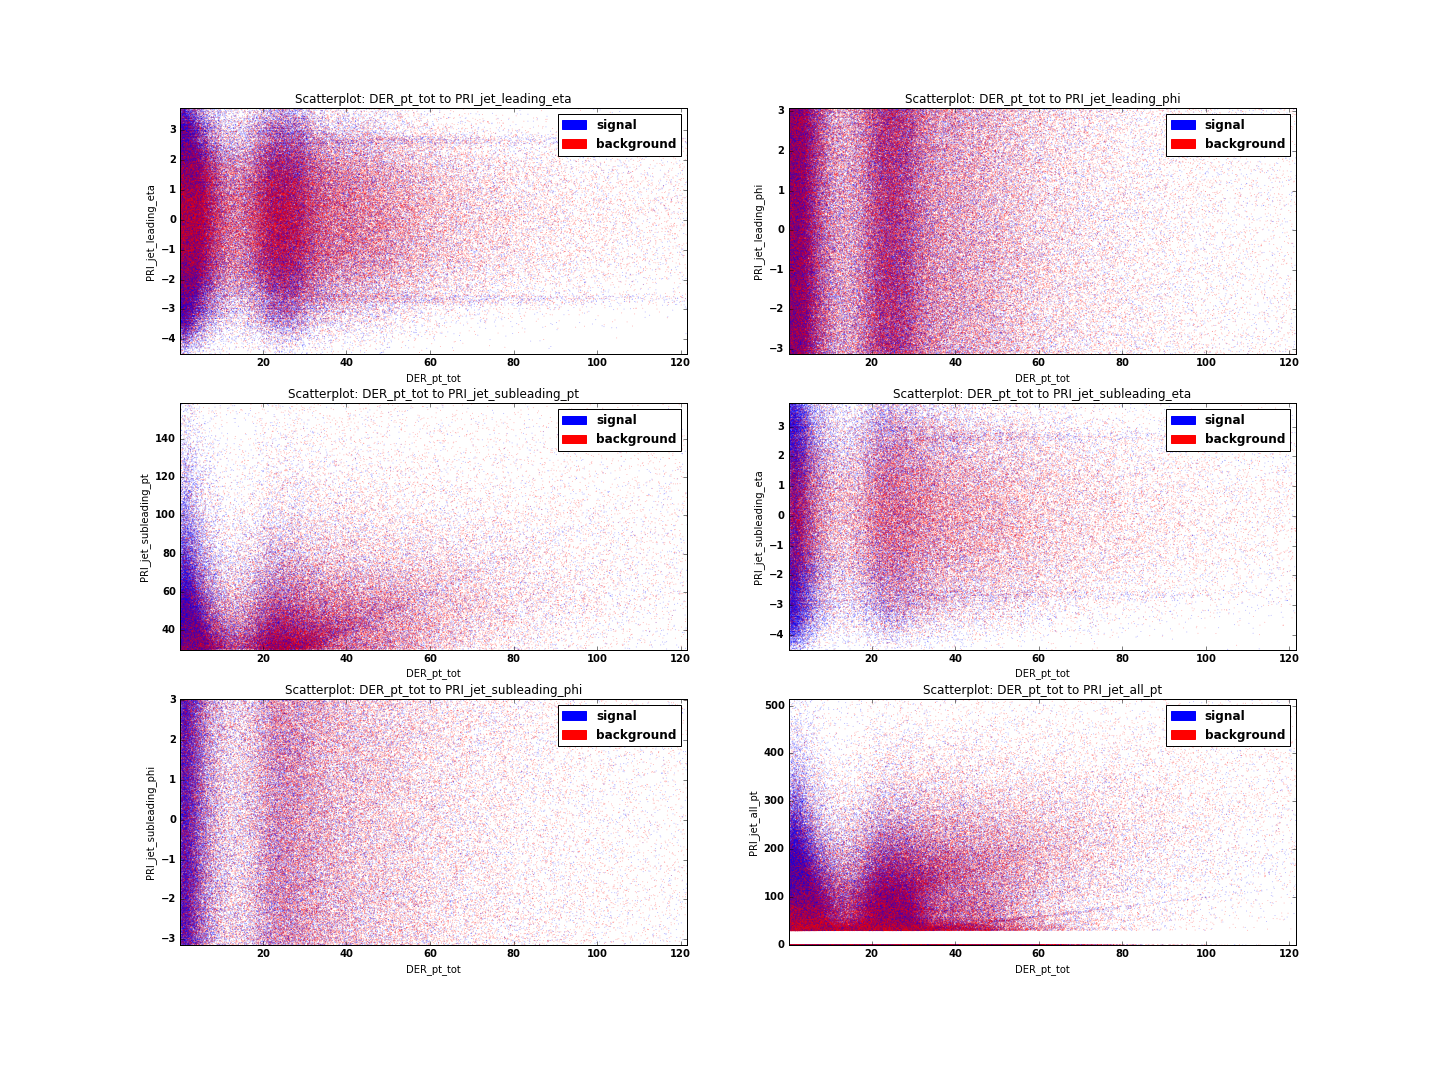 Scatterplot: DER_pt_tot to PRI_jet_leading_eta
signal
background
PRI_jet_leading_eta
3
2
1
0
−1
−2
−3
−4
20 40 60 80 100 120
DER_pt_tot
Scatterplot: DER_pt_tot to PRI_jet_leading_phi
signal
background
PRI_jet_leading_phi
3
2
1
0
−1
−2
−3
20 40 60 80 100 120
DER_pt_tot
Scatterplot: DER_pt_tot to PRI_jet_subleading_pt
signal
background
PRI_jet_subleading_pt
140
120
100
80
60
40
20 40 60 80 100 120
DER_pt_tot
Scatterplot: DER_pt_tot to PRI_jet_subleading_eta
signal
background
PRI_jet_subleading_eta
3
2
1
0
−1
−2
−3
−4
20 40 60 80 100 120
DER_pt_tot
Scatterplot: DER_pt_tot to PRI_jet_subleading_phi
signal
background
PRI_jet_subleading_phi
3
2
1
0
−1
−2
−3
20 40 60 80 100 120
DER_pt_tot
Scatterplot: DER_pt_tot to PRI_jet_all_pt
signal
background
PRI_jet_all_pt
500
400
300
200
100
0
20 40 60 80 100 120
DER_pt_tot